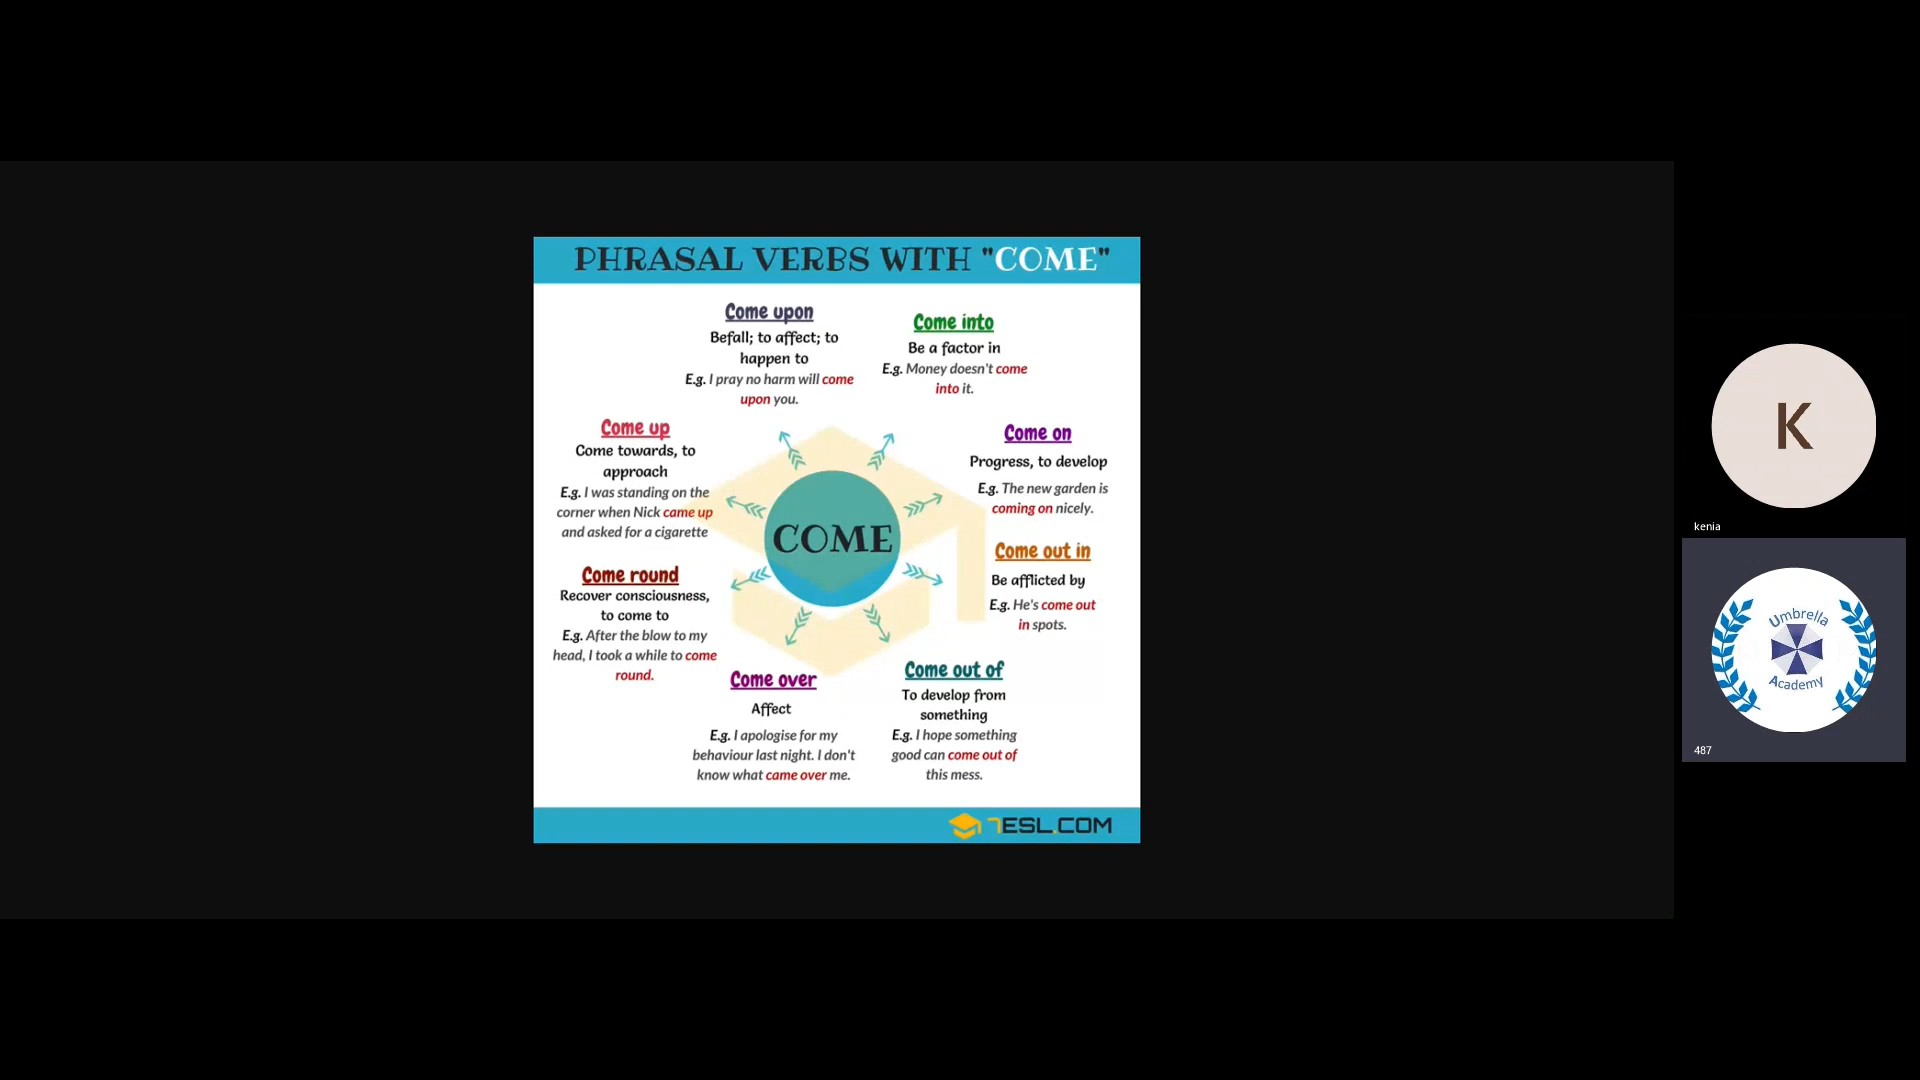 PHRASAL VERBS WITH "COME"
Come upon
Befall; to affect; to
happen to
E.g. I pray no harm will come
upon you.
Come into
Be a factor in
E.g. Money doesn't come
into it.
Come up
Come towards, to
approach
E.g. I was standing on the
corner when Nick came up
and asked for a cigarette
Come on
Progress, to develop
E.g. The new garden is
coming on nicely.
COME
Come out in
Be afflicted by
E.g. He's come out
in spots.
Come round
Recover consciousness,
to come to
E.g. After the blow to my
head, I took a while to come
round.
Come over
Affect
E.g. I apologise for my
behaviour last night. I don't
know what came over me.
Come out of
To develop from
something
E.g. I hope something
good can come out of
this mess.
7ESL.COM
K
kenia
Umbrella
Academy
487